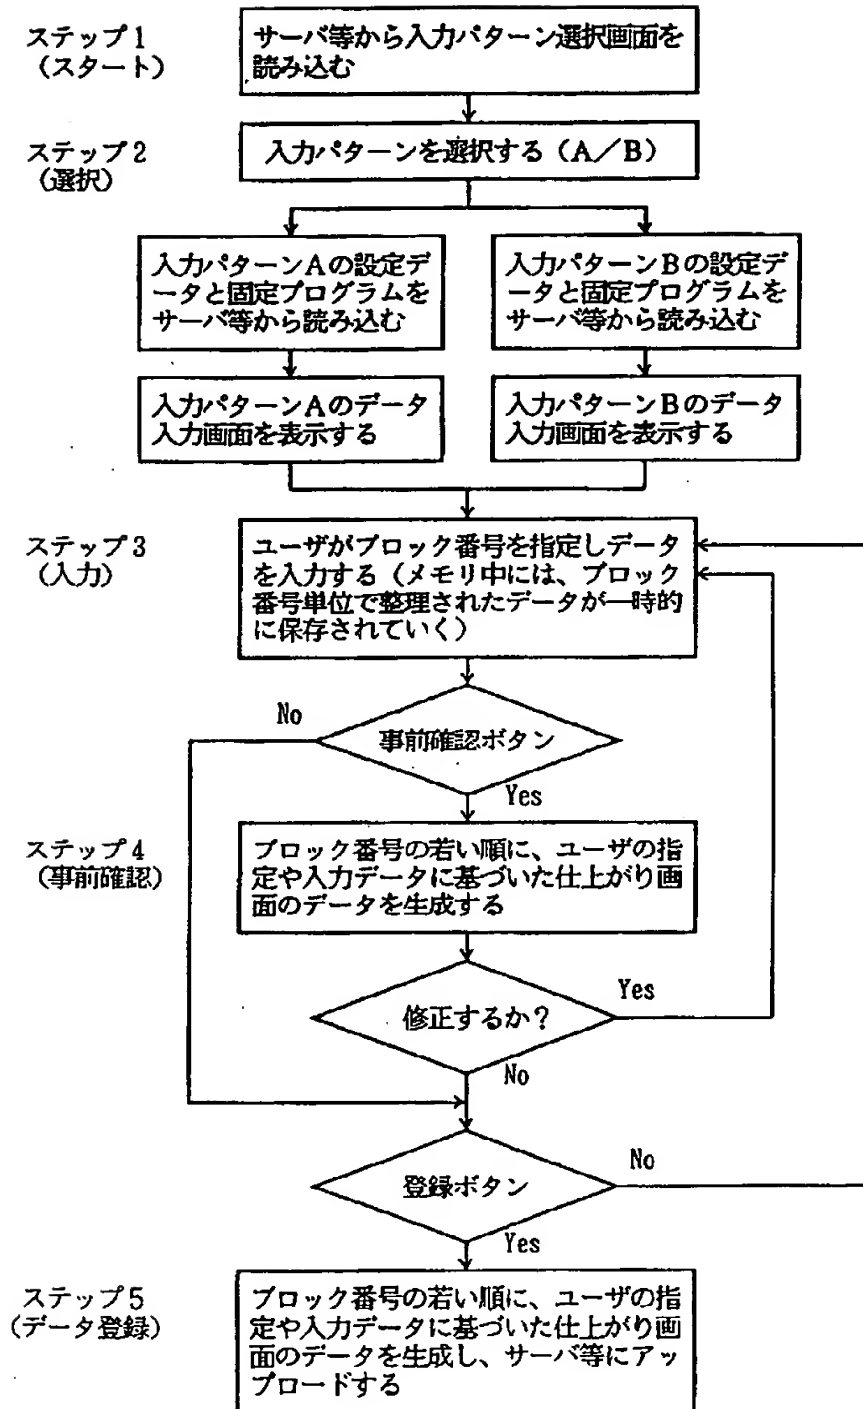 ステップ1
(スタート)
サーバ等から入力パターン選択画面を
読み込む
ステップ2
(選択)
入力パターンを選択する(A/B)
入力パターンAの設定デ
ータと固定プログラムを
サーバ等から読み込む
入力パターンBの設定デ
ータと固定プログラムを
サーバ等から読み込む
入力パターンAのデータ
入力画面を表示する
入力パターンBのデータ
入力画面を表示する
ステップ3
(入力)
ユーザがブロック番号を指定しデータ
を入力する(メモリ中には、ブロック
番号単位で整理されたデータが一時的
に保存されていく)
No
事前確認ボタン
Yes
ステップ4
(事前確認)
ブロック番号の若い順に、ユーザの指
定や入力データに基づいた仕上がり画
面のデータを生成する
修正するか?
Yes
No
登録ボタン
No
Yes
ステップ5
(データ登録)
ブロック番号の若い順に、ユーザの指
定や入力データに基づいた仕上がり画
面のデータを生成し、サーバ等にアッ
プロードする